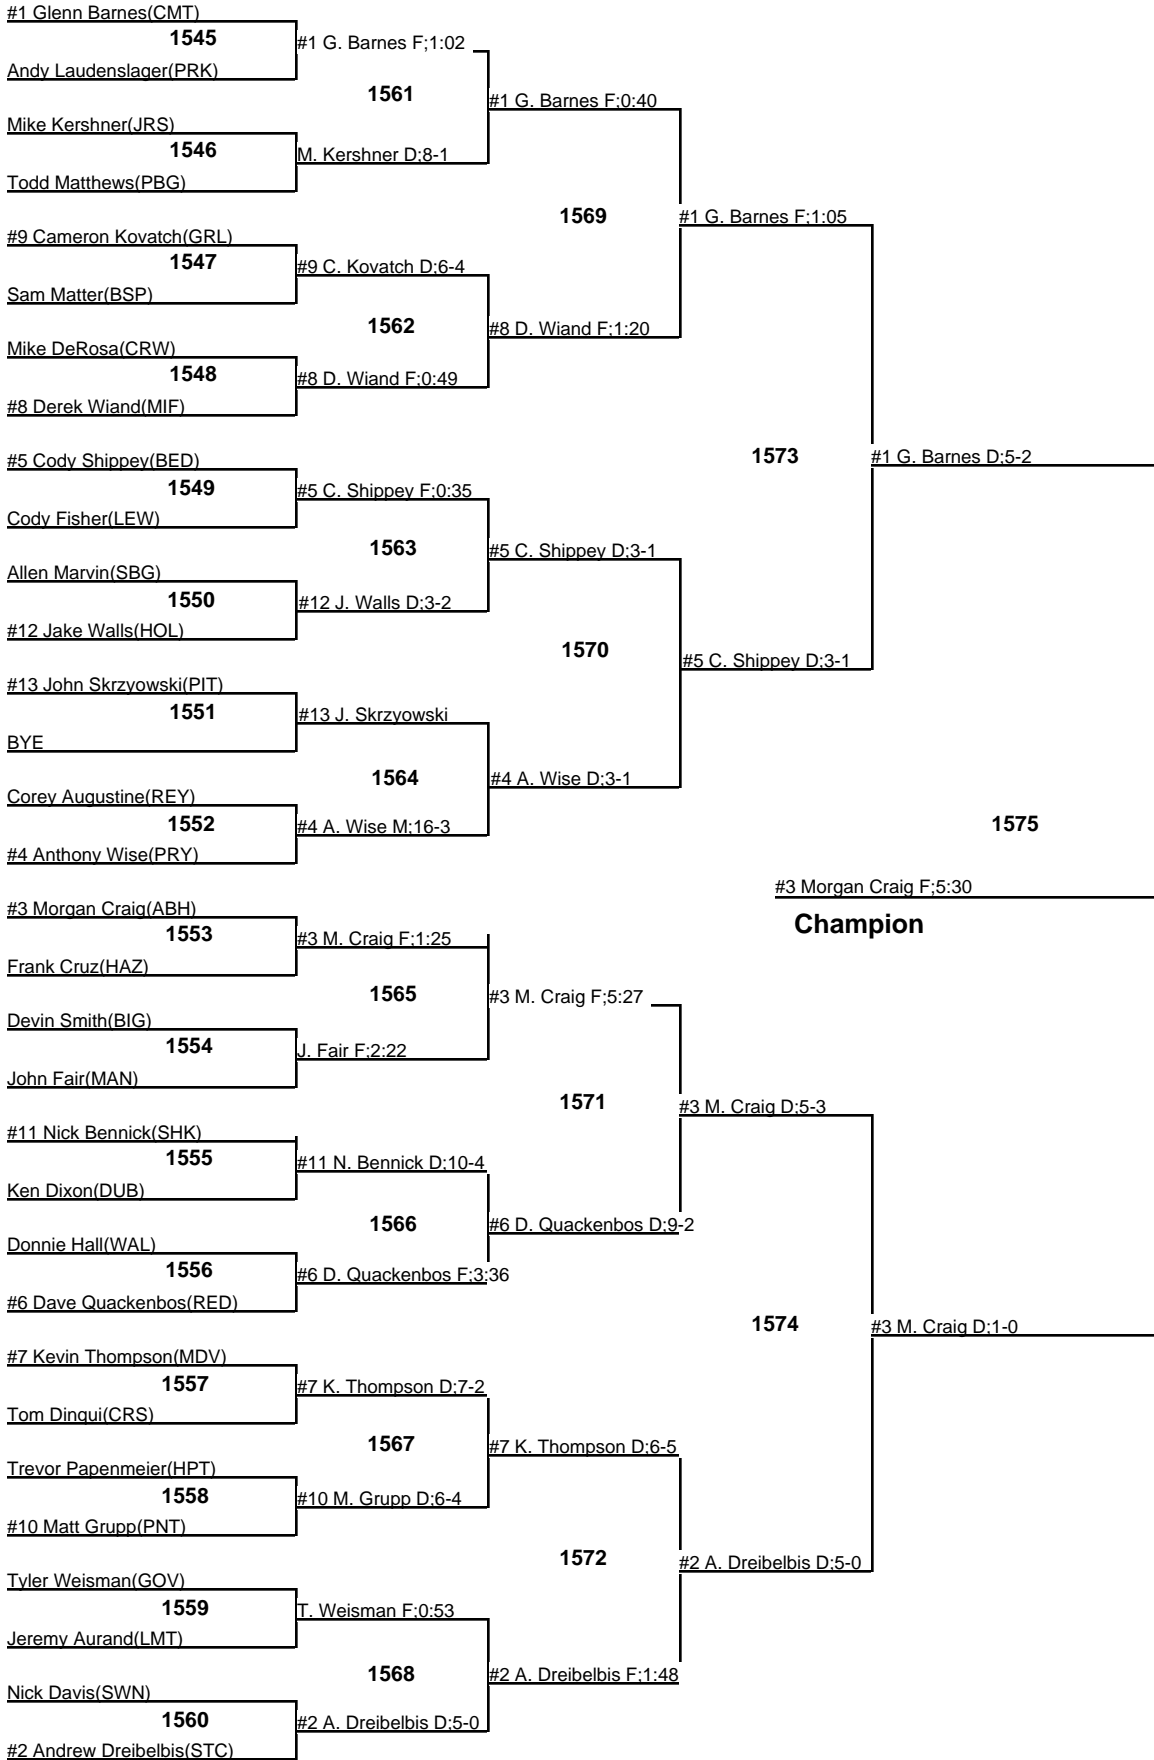 #1 Glenn Barnes(CMT)
1545
#1 G. Barnes F;1:02
Andy Laudenslager(PRK)
1561
#1 G. Barnes F;0:40
Mike Kershner(JRS)
1546
M. Kershner D;8-1
Todd Matthews(PBG)
1569
#1 G. Barnes F;1:05
#9 Cameron Kovatch(GRL)
1547
#9 C. Kovatch D;6-4
Sam Matter(BSP)
1562
#8 D. Wiand F;1:20
Mike DeRosa(CRW)
1548
#8 D. Wiand F;0:49
#8 Derek Wiand(MIF)
1573
#1 G. Barnes D;5-2
#5 Cody Shippey(BED)
1549
#5 C. Shippey F;0:35
Cody Fisher(LEW)
1563
#5 C. Shippey D;3-1
Allen Marvin(SBG)
1550
#12 J. Walls D;3-2
#12 Jake Walls(HOL)
1570
#5 C. Shippey D;3-1
#13 John Skrzyowski(PIT)
1551
#13 J. Skrzyowski
BYE
1564
#4 A. Wise D;3-1
Corey Augustine(REY)
1552
#4 A. Wise M;16-3
#4 Anthony Wise(PRY)
1575
#3 Morgan Craig F;5:30
Champion
#3 Morgan Craig(ABH)
1553
#3 M. Craig F;1:25
Frank Cruz(HAZ)
1565
#3 M. Craig F;5:27
Devin Smith(BIG)
1554
J. Fair F;2:22
John Fair(MAN)
1571
#3 M. Craig D;5-3
#11 Nick Bennick(SHK)
1555
#11 N. Bennick D;10-4
Ken Dixon(DUB)
1566
#6 D. Quackenbos D;9-2
Donnie Hall(WAL)
1556
#6 D. Quackenbos F;3:36
#6 Dave Quackenbos(RED)
1574
#3 M. Craig D;1-0
#7 Kevin Thompson(MDV)
1557
#7 K. Thompson D;7-2
Tom Dinqui(CRS)
1567
#7 K. Thompson D;6-5
Trevor Papenmeier(HPT)
1558
#10 M. Grupp D;6-4
#10 Matt Grupp(PNT)
1572
#2 A. Dreibelbis D;5-0
Tyler Weisman(GOV)
1559
T. Weisman F;0:53
Jeremy Aurand(LMT)
1568
#2 A. Dreibelbis F;1:48
Nick Davis(SWN)
1560
#2 A. Dreibelbis D;5-0
#2 Andrew Dreibelbis(STC)